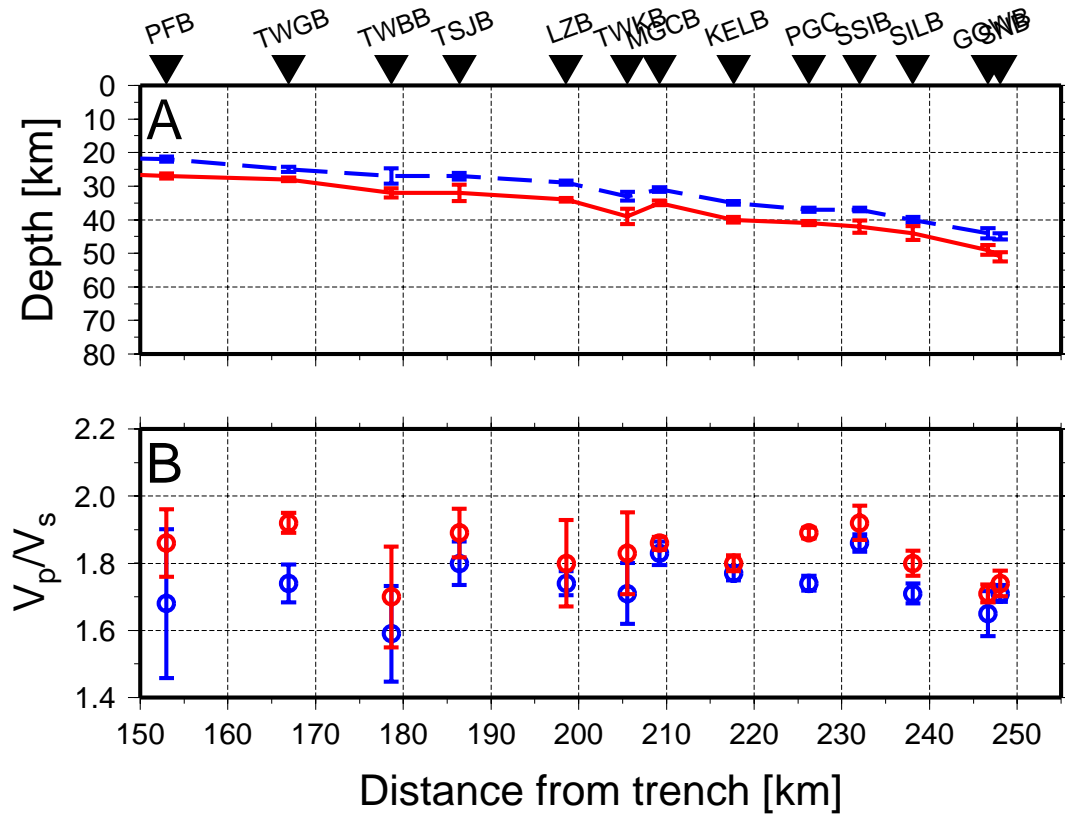 PFB TWGB TWBB TSJB LZB TWKB MGCB KELB PGC SSIB SILB GOWB SNB
A
Depth [km]
0
10
20
30
40
50
60
70
80
B
Vp/Vs
2.2
2.0
1.8
1.6
1.4
150 160 170 180 190 200 210 220 230 240 250
Distance from trench [km]